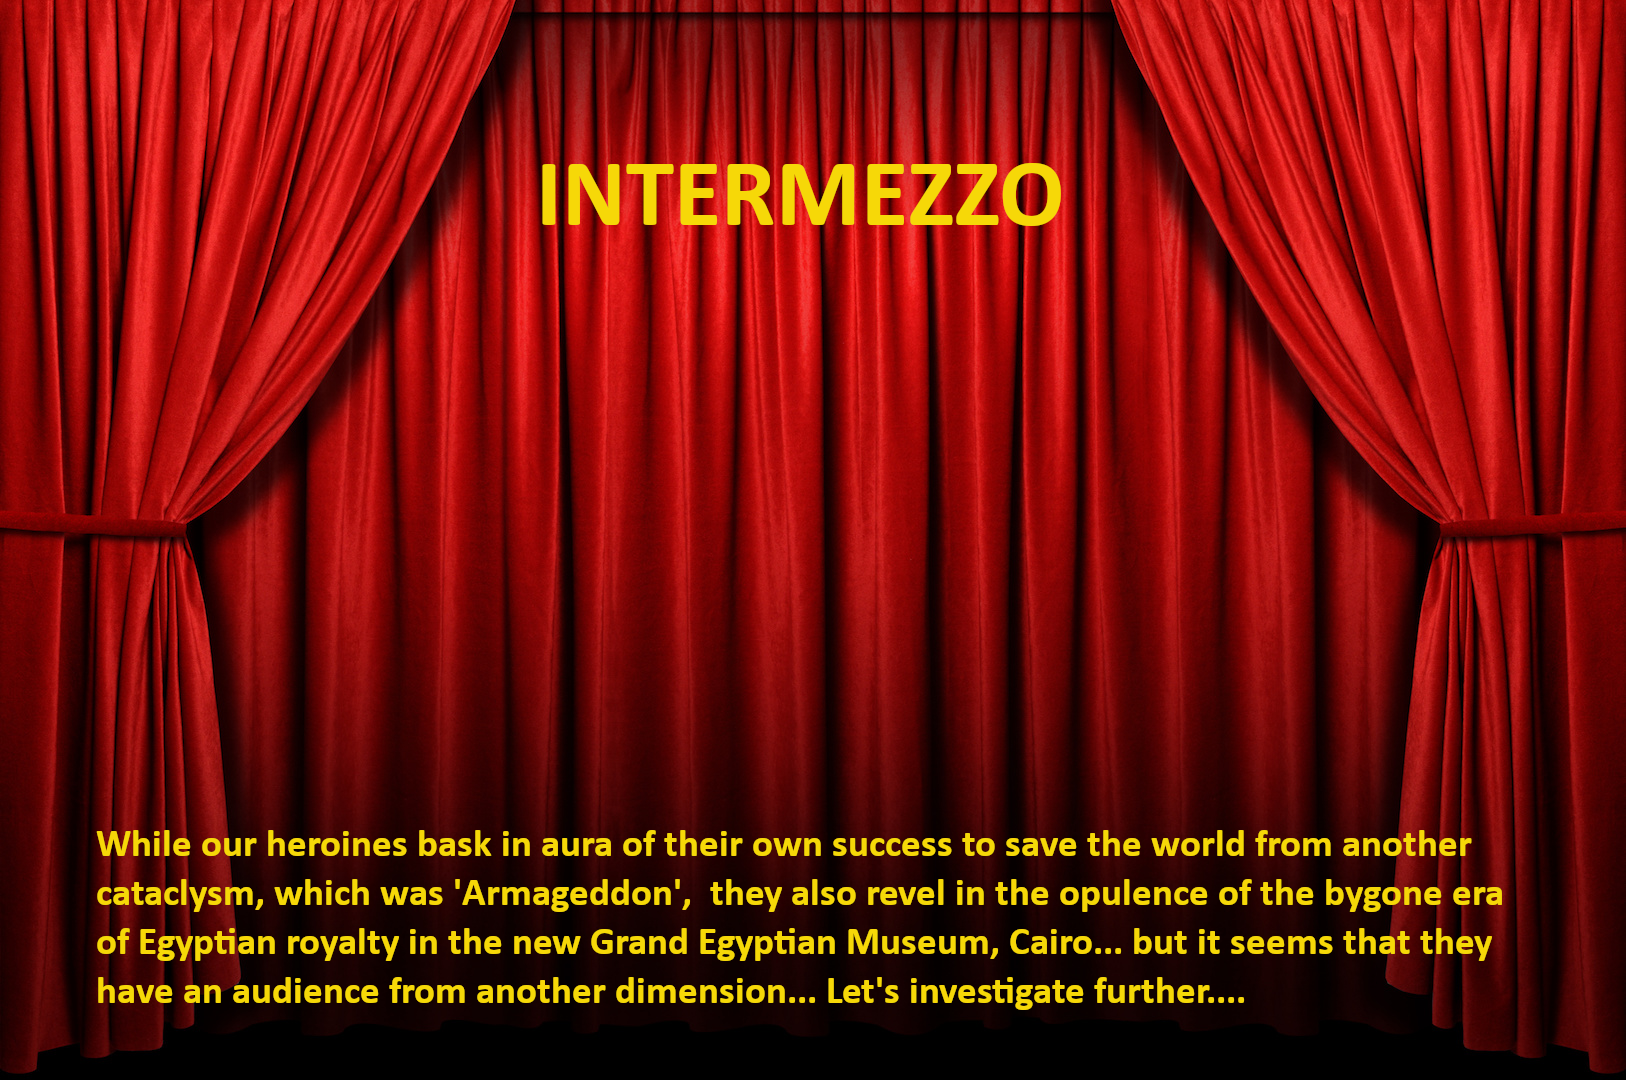 INTERMEZZO
While our heroines bask in aura of their own success to save the world from another
cataclysm, which was 'Armageddon',  they also revel in the opulence of the bygone era
of Egyptian royalty in the new Grand Egyptian Museum, Cairo... but it seems that they
have an audience from another dimension... Let's investigate further....